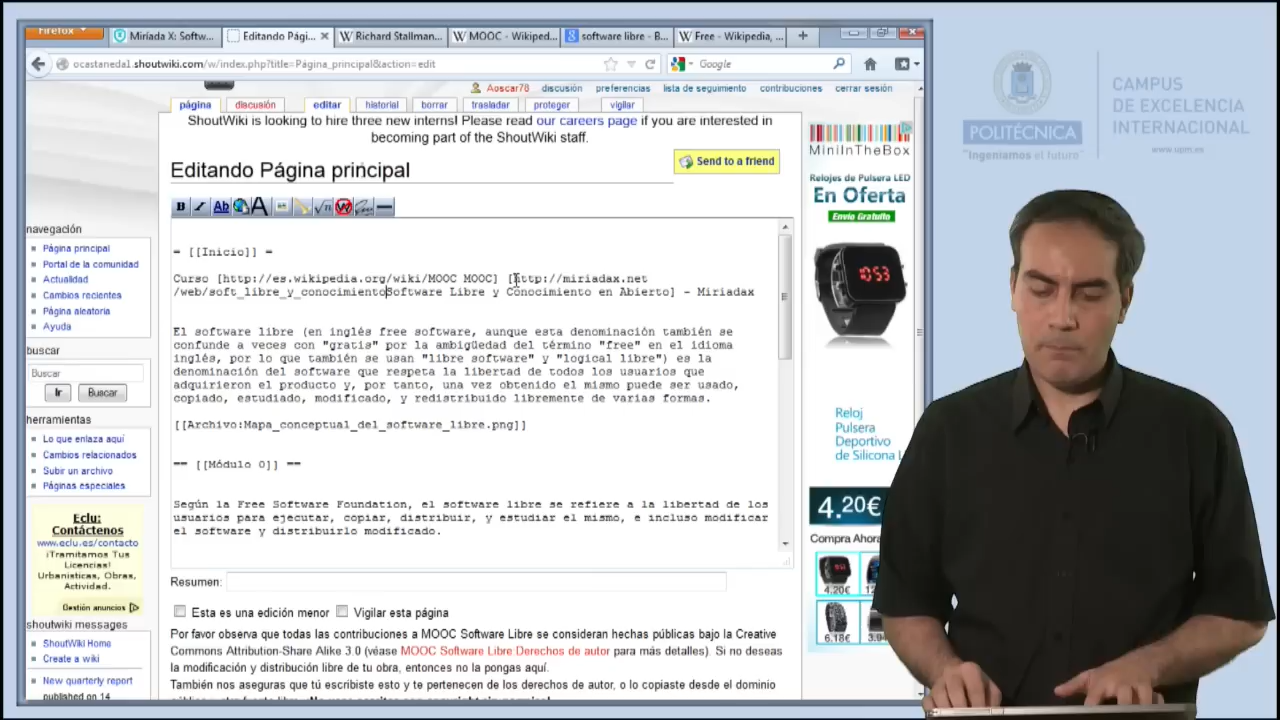 Firefox
Miríada X: Softw...
Editando Pági...
Richard Stallman...
MOOC - Wikiped...
software libre - B...
Free - Wikipedia, ...
ocastaneda1.shoutwiki.com/w/index.php?title=Página_principal&action=edit
Google
Aoscar78 discusión preferencias lista de seguimiento contribuciones cerrar sesión
página discusión editar historial borrar trasladar proteger vigilar
ShoutWiki is looking to hire three new interns! Please read our careers page if you are interested in
becoming part of the ShoutWiki staff.
Editando Página principal
Send to a friend
= [[Inicio]] =
Curso [http://es.wikipedia.org/wiki/MOOC MOOC] [http://miriadax.net
/web/soft_libre_y_conocimientoSoftware Libre y Conocimiento en Abierto] - Miriadax
El software libre (en inglés free software, aunque esta denominación también se
confunde a veces con "gratis" por la ambigüedad del término "free" en el idioma
inglés, por lo que también se usan "libre software" y "logical libre") es la
denominación del software que respeta la libertad de todos los usuarios que
adquirieron el producto y, por tanto, una vez obtenido el mismo puede ser usado,
copiado, estudiado, modificado, y redistribuido libremente de varias formas.
[[Archivo:Mapa_conceptual_del_software_libre.png]]
== [[Módulo 0]] ==
Según la Free Software Foundation, el software libre se refiere a la libertad de los
usuarios para ejecutar, copiar, distribuir, y estudiar el mismo, e incluso modificar
el software y distribuirlo modificado.
Resumen:
Esta es una edición menor Vigilar esta página
Por favor observa que todas las contribuciones a MOOC Software Libre se consideran hechas públicas bajo la Creative
Commons Attribution-Share Alike 3.0 (véase MOOC Software Libre Derechos de autor para más detalles). Si no deseas
la modificación y distribución libre de tu obra, entonces no la pongas aquí.
También nos aseguras que tú escribiste esto y te pertenecen de los derechos de autor, o lo copiaste desde el dominio
navegación
Página principal
Portal de la comunidad
Actualidad
Cambios recientes
Página aleatoria
Ayuda
buscar
Buscar
Ir
Buscar
herramientas
Lo que enlaza aquí
Cambios relacionados
Subir un archivo
Páginas especiales
Eclu:
Contáctenos
www.eclu.es/contacto
¡Tramitamos Tus
Licencias!
Urbanisticas, Obras,
Actividad.
Gestión anuncios
shoutwiki messages
ShoutWiki Home
Create a wiki
New quarterly report
published on 14
MiniInTheBox
Relojes de Pulsera LED
En Oferta
Envío Gratuito
10:53
Reloj
Pulsera
Deportivo
de Silicona
4.20€
Compra Ahora
4.20€
6.18€
POLITÉCNICA
"Ingeniamos el futuro"
CAMPUS
DE EXCELENCIA
INTERNACIONAL
www.upm.es